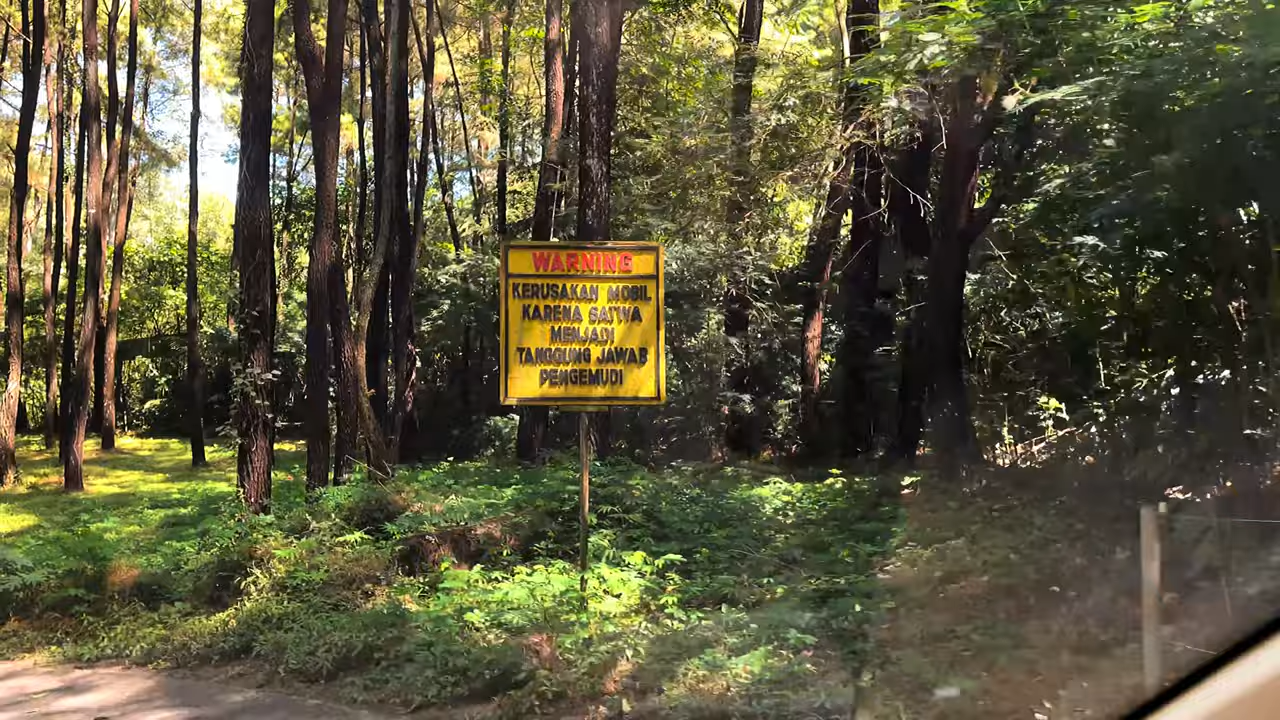 WARNING
KERUSAKAN MOBIL
KARENA SATWA
MENJADI
TANGGUNG JAWAB
PENGEMUDI